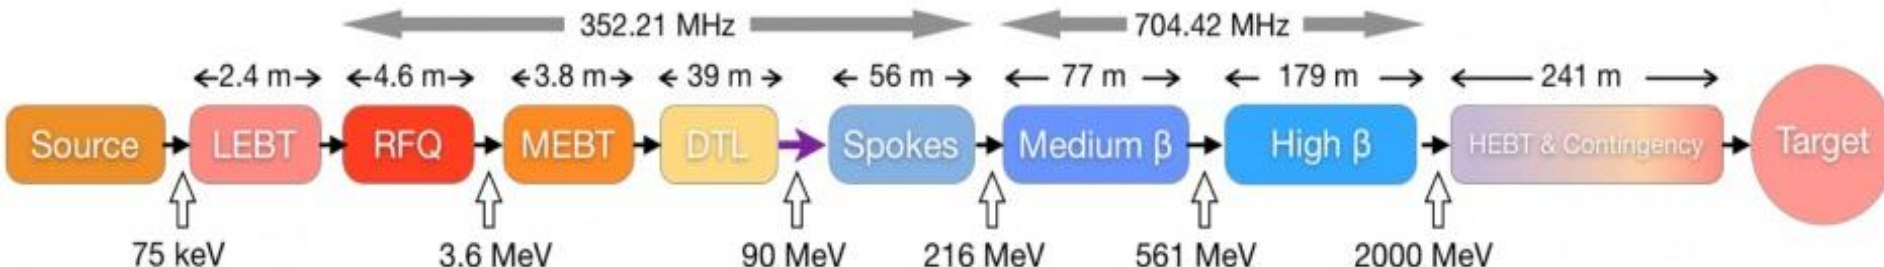 352.21 MHz 704.42 MHz
2.4 m 4.6 m 3.8 m 39 m 56 m 77 m 179 m 241 m
Source LEBT RFQ MEBT DTL Spokes Medium β High β HEBT & Contingency Target
75 keV 3.6 MeV 90 MeV 216 MeV 561 MeV 2000 MeV